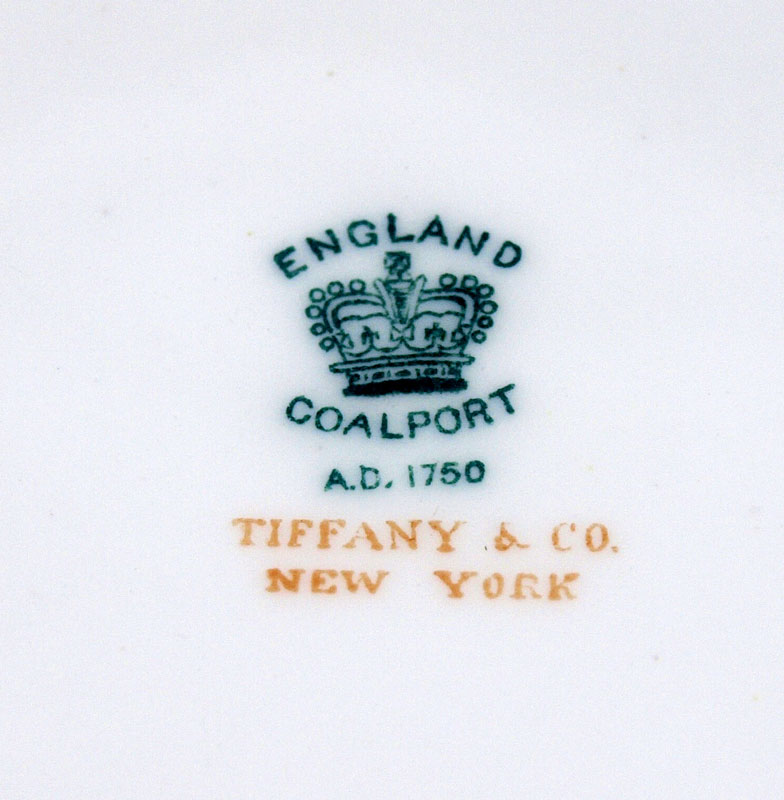 ENGLAND
COALPORT
A.D. 1750
TIFFANY & CO.
NEW YORK